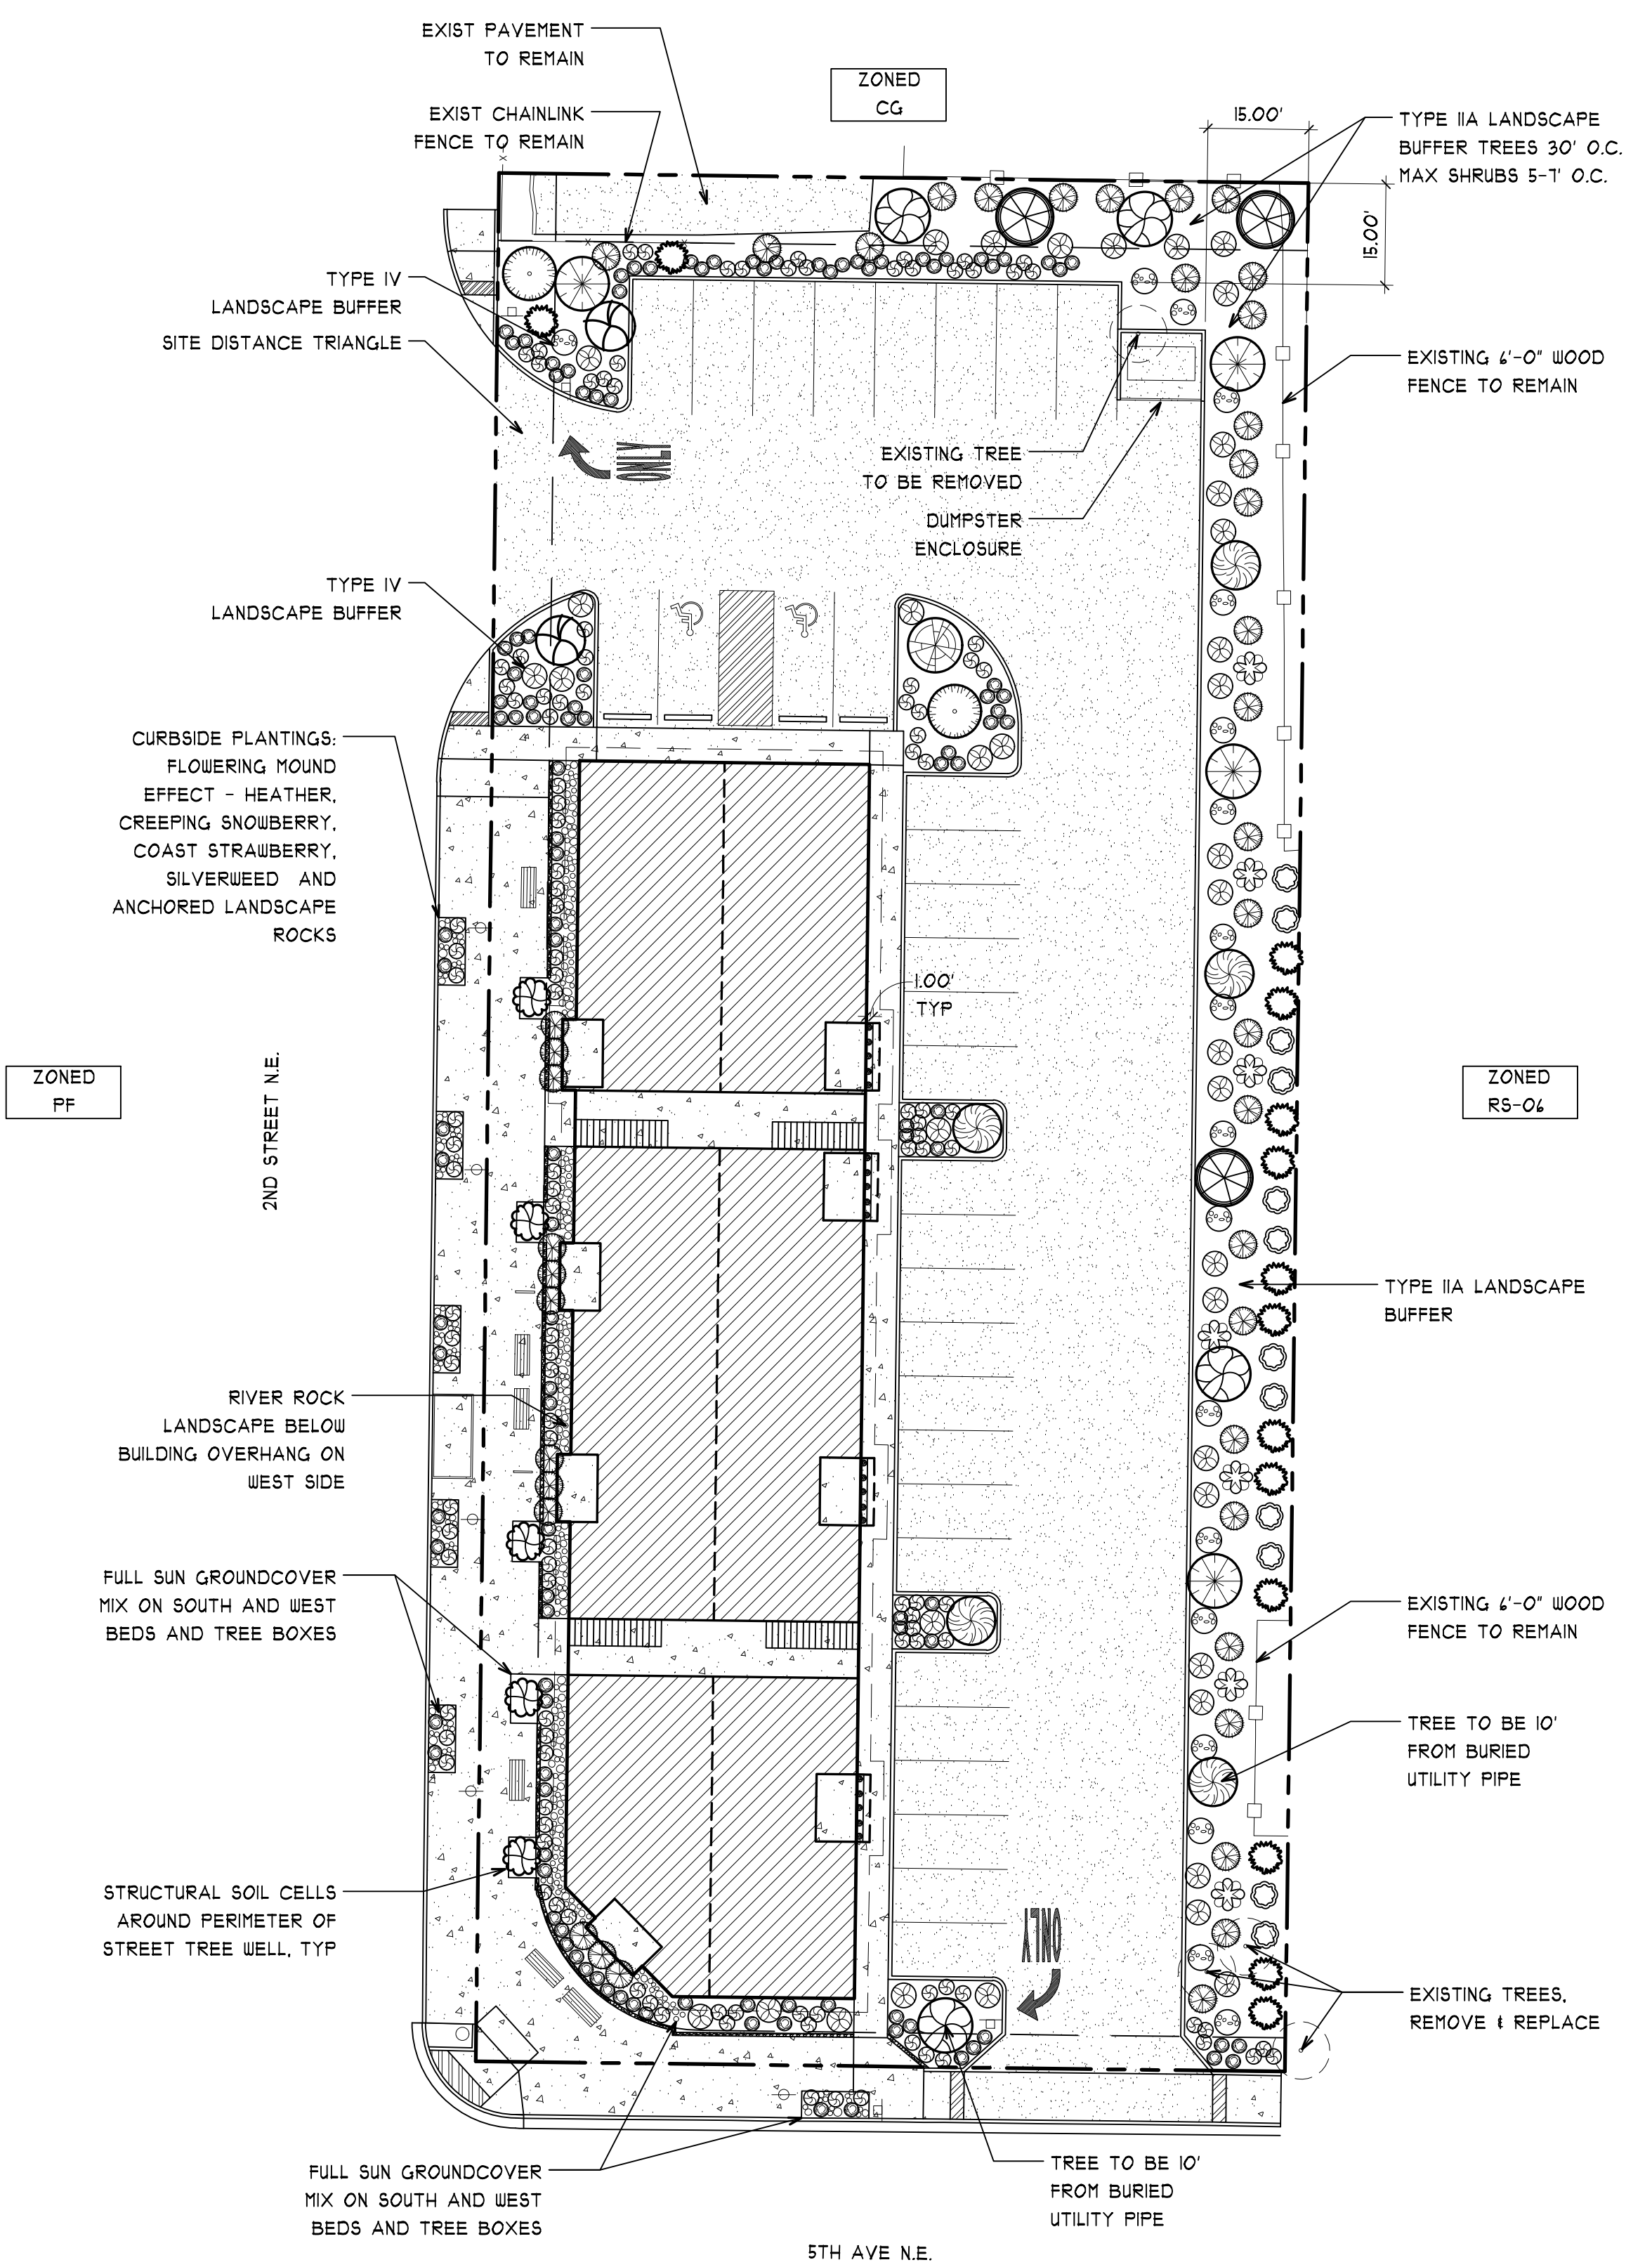 EXIST PAVEMENT
TO REMAIN
ZONED
CG
EXIST CHAINLINK
FENCE TO REMAIN
15.00'
TYPE IIA LANDSCAPE
BUFFER TREES 30' O.C.
MAX SHRUBS 5-7' O.C.
15.00'
TYPE IV
LANDSCAPE BUFFER
SITE DISTANCE TRIANGLE
EXISTING 6'-0" WOOD
FENCE TO REMAIN
ONLY
EXISTING TREE
TO BE REMOVED
DUMPSTER
ENCLOSURE
TYPE IV
LANDSCAPE BUFFER
CURBSIDE PLANTINGS:
FLOWERING MOUND
EFFECT - HEATHER,
CREEPING SNOWBERRY,
COAST STRAWBERRY,
SILVERWEED AND
ANCHORED LANDSCAPE
ROCKS
1.00'
TYP
ZONED
PF
2ND STREET N.E.
ZONED
RS-06
TYPE IIA LANDSCAPE
BUFFER
RIVER ROCK
LANDSCAPE BELOW
BUILDING OVERHANG ON
WEST SIDE
FULL SUN GROUNDCOVER
MIX ON SOUTH AND WEST
BEDS AND TREE BOXES
EXISTING 6'-0" WOOD
FENCE TO REMAIN
TREE TO BE 10'
FROM BURIED
UTILITY PIPE
STRUCTURAL SOIL CELLS
AROUND PERIMETER OF
STREET TREE WELL, TYP
ONLY
EXISTING TREES,
REMOVE & REPLACE
FULL SUN GROUNDCOVER
MIX ON SOUTH AND WEST
BEDS AND TREE BOXES
TREE TO BE 10'
FROM BURIED
UTILITY PIPE
5TH AVE N.E.